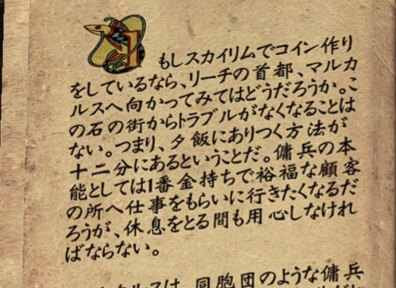 もしスカイリムでコイン作り
をしているなら、リーチの首都、マルカ
ルスへ向かってみてはどうだろうか。こ
の石の街からトラブルがなくなることは
ない。つまり、夕飯にありつく方法が
十二分にあるということだ。傭兵の本
能としては1番金持ちで裕福な顧客
の所へ仕事をもらいに行きたくなるだ
ろうが、休息をとる間も用心しなけれ
ばならない。
同胞団のような傭兵